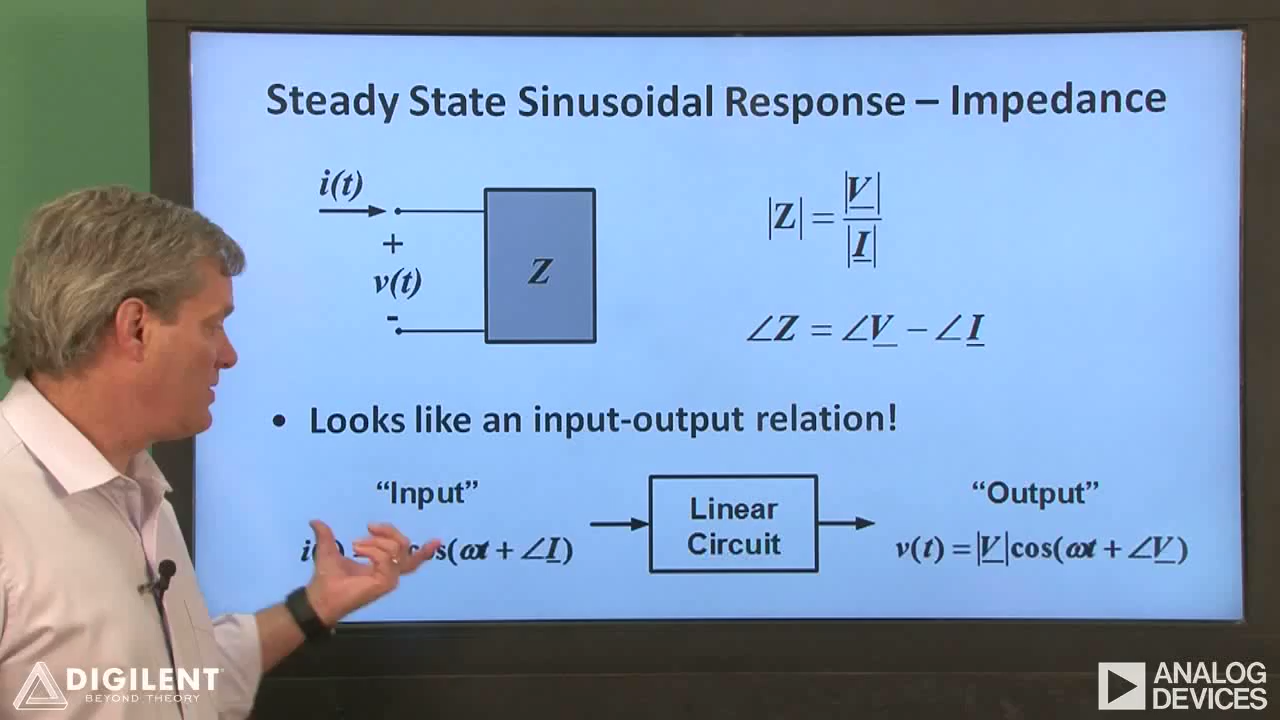 Steady State Sinusoidal Response – Impedance
i(t)
+
v(t)
-
Z
|Z| = |V| / |I|
∠Z = ∠V − ∠I
• Looks like an input-output relation!
“Input”
Linear
Circuit
“Output”
cos(ωt + ∠I)
v(t) = |V|cos(ωt + ∠V)
DIGILENT
BEYOND THEORY
ANALOG
DEVICES